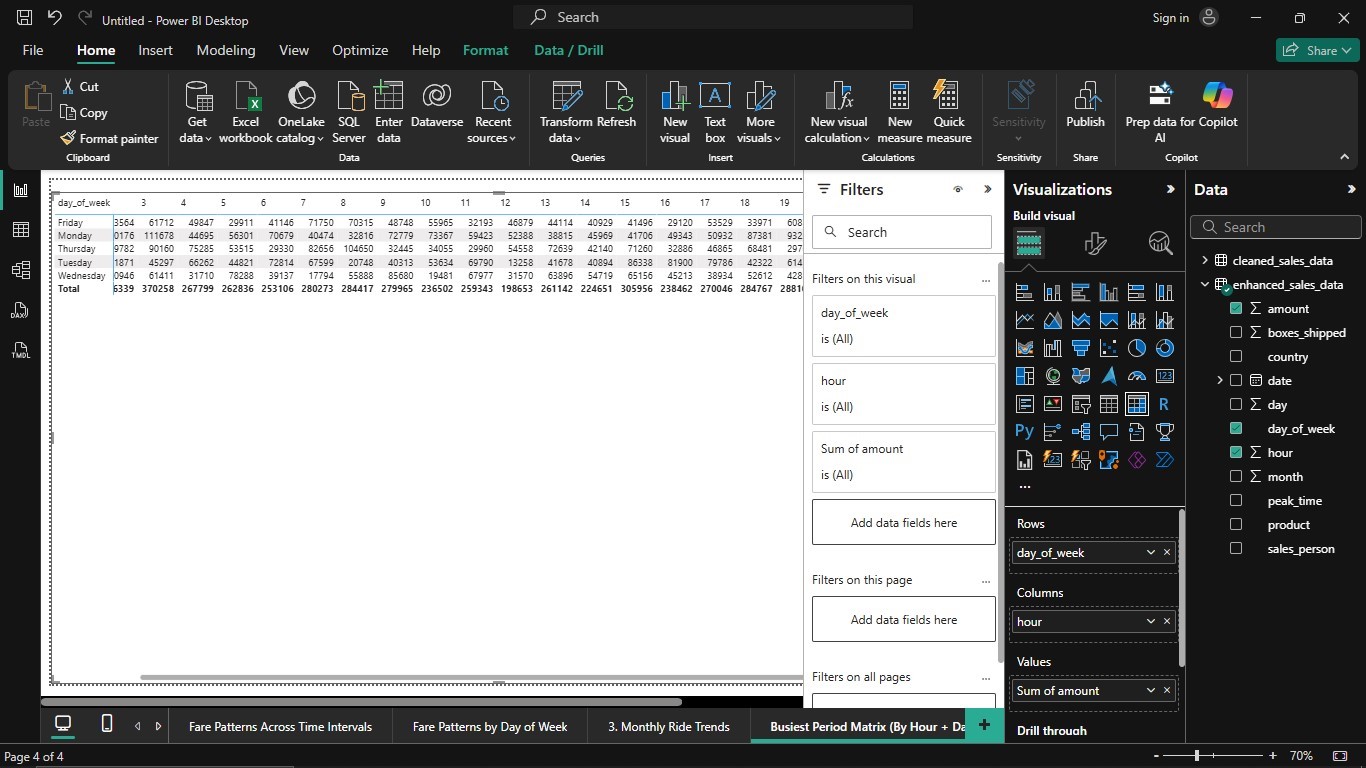 Untitled - Power BI Desktop
Search
Sign in
File
Home
Insert
Modeling
View
Optimize
Help
Format
Data / Drill
Share
Paste
Cut
Copy
Format painter
Clipboard
Get data
Excel workbook
OneLake catalog
SQL Server
Enter data
Dataverse
Recent sources
Data
Transform data
Refresh
Queries
New visual
Text box
More visuals
Insert
New visual calculation
New measure
Quick measure
Calculations
Sensitivity
Sensitivity
Publish
Share
Prep data for AI
Copilot
Copilot
day_of_week 3 4 5 6 7 8 9 10 11 12 13 14 15 16 17 18 19
Friday 3564 61712 49847 29911 41146 71750 70315 48748 55965 32193 46879 44114 40929 41496 29120 53529 33971 608
Monday 0176 111678 44695 56301 70679 40474 32816 72779 73367 59423 52388 38815 45969 41706 49343 50932 87381 932
Thursday 9782 90160 75285 53515 29330 82656 104650 32445 34055 29960 54558 72639 42140 71260 32886 46865 68481 297
Tuesday 1871 45297 66262 44821 72814 67599 20748 40313 53634 69790 13258 41678 40894 86338 81900 79786 42322 614
Wednesday 0946 61411 31710 78288 39137 17794 55888 85680 19481 67977 31570 63896 54719 65156 45213 38934 52612 428
Total 6339 370258 267799 262836 253106 280273 284417 279965 236502 259343 198653 261142 224651 305956 238462 270046 284767 28810
Filters
Search
Filters on this visual
day_of_week
is (All)
hour
is (All)
Sum of amount
is (All)
Add data fields here
Filters on this page
Add data fields here
Filters on all pages
Visualizations
Build visual
123
R
Py
123
Rows
day_of_week
Columns
hour
Values
Sum of amount
Drill through
Data
Search
cleaned_sales_data
enhanced_sales_data
amount
boxes_shipped
country
date
day
day_of_week
hour
month
peak_time
product
sales_person
DAX
TMDL
Fare Patterns Across Time Intervals
Fare Patterns by Day of Week
3. Monthly Ride Trends
Busiest Period Matrix (By Hour + Da
Page 4 of 4
- + 70%